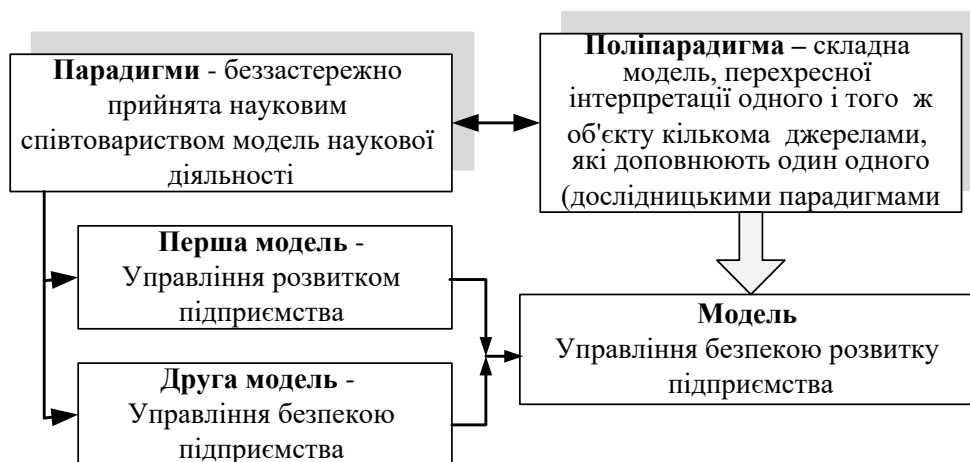 Парадигми - беззастережно
прийнята науковим
співтовариством модель наукової
діяльності
Поліпарадигма – складна
модель, перехресної
інтерпретації одного і того ж
об'єкту кількома джерелами,
які доповнюють один одного
(дослідницькими парадигмами
Перша модель -
Управління розвитком
підприємства
Друга модель -
Управління безпекою
підприємства
Модель
Управління безпекою розвитку
підприємства